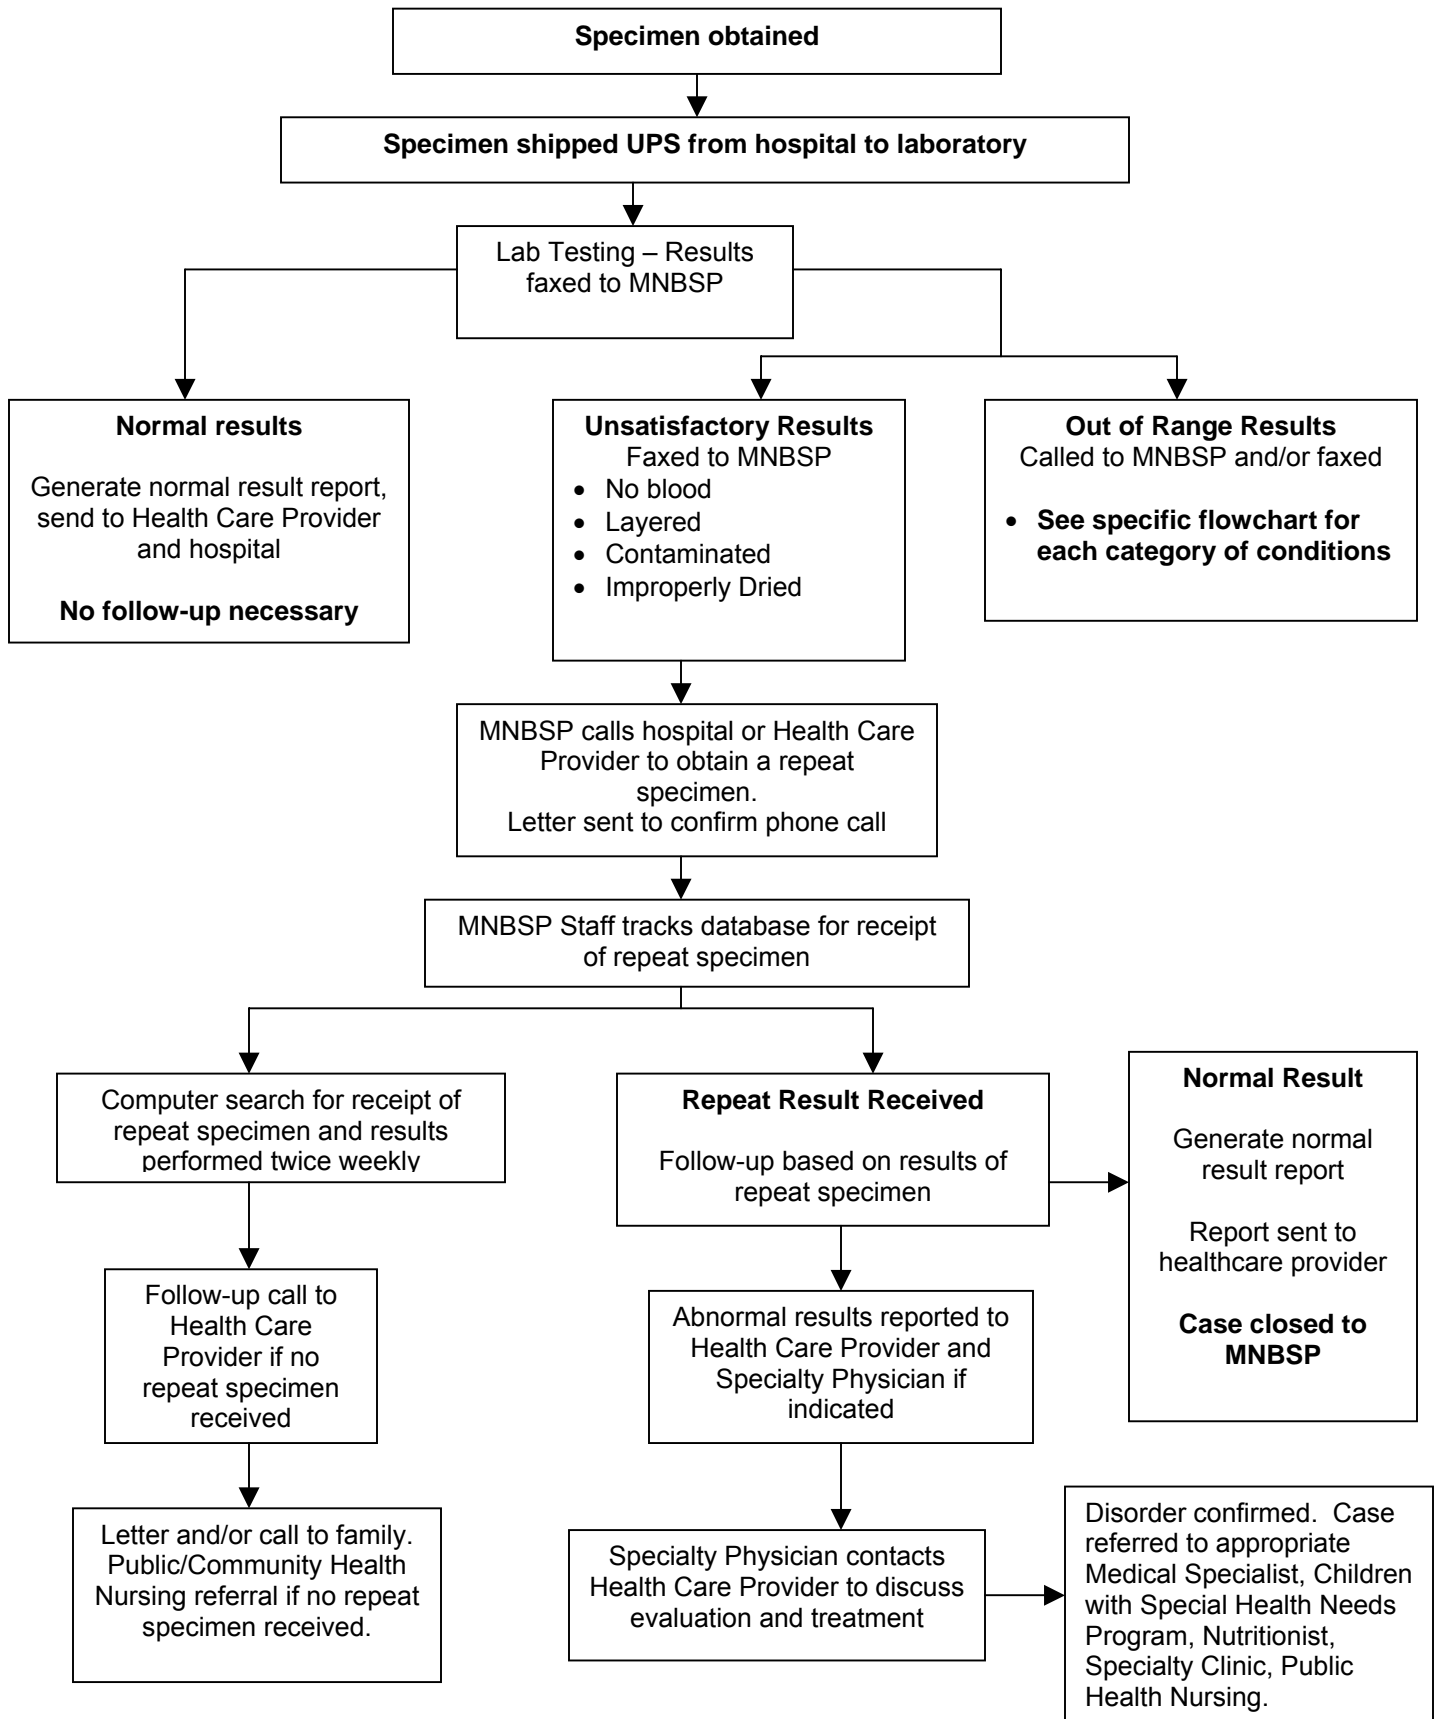 Specimen obtained
Specimen shipped UPS from hospital to laboratory
Lab Testing – Results
faxed to MNBSP
Normal results
Generate normal result report,
send to Health Care Provider
and hospital
No follow-up necessary
Unsatisfactory Results
Faxed to MNBSP
• No blood
• Layered
• Contaminated
• Improperly Dried
Out of Range Results
Called to MNBSP and/or faxed
• See specific flowchart for
each category of conditions
MNBSP calls hospital or Health Care
Provider to obtain a repeat
specimen.
Letter sent to confirm phone call
MNBSP Staff tracks database for receipt
of repeat specimen
Computer search for receipt of
repeat specimen and results
performed twice weekly
Follow-up call to
Health Care
Provider if no
repeat specimen
received
Letter and/or call to family.
Public/Community Health
Nursing referral if no repeat
specimen received.
Repeat Result Received
Follow-up based on results of
repeat specimen
Normal Result
Generate normal
result report
Report sent to
healthcare provider
Case closed to
MNBSP
Abnormal results reported to
Health Care Provider and
Specialty Physician if
indicated
Specialty Physician contacts
Health Care Provider to discuss
evaluation and treatment
Disorder confirmed.  Case
referred to appropriate
Medical Specialist, Children
with Special Health Needs
Program, Nutritionist,
Specialty Clinic, Public
Health Nursing.